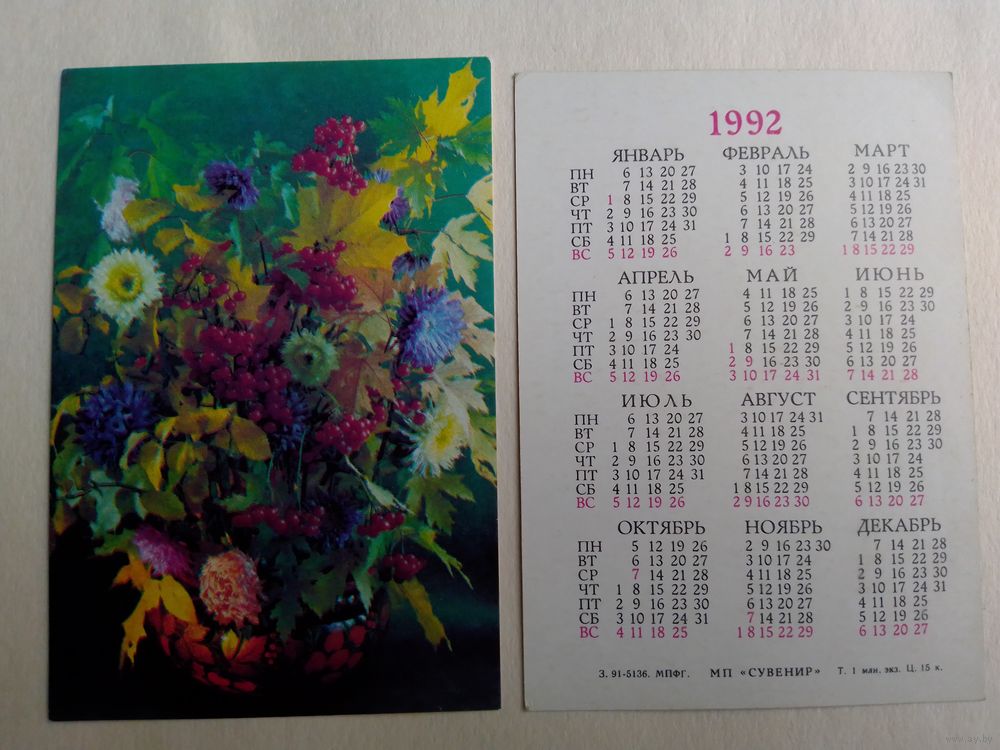 1992
ЯНВАРЬ ФЕВРАЛЬ МАРТ
ПН 6 13 20 27 3 10 17 24 2 9 16 23 30
ВТ 7 14 21 28 4 11 18 25 3 10 17 24 31
СР 1 8 15 22 29 5 12 19 26 4 11 18 25
ЧТ 2 9 16 23 30 6 13 20 27 5 12 19 26
ПТ 3 10 17 24 31 7 14 21 28 6 13 20 27
СБ 4 11 18 25 1 8 15 22 29 7 14 21 28
ВС 5 12 19 26 2 9 16 23 1 8 15 22 29
АПРЕЛЬ МАЙ ИЮНЬ
ПН 6 13 20 27 4 11 18 25 1 8 15 22 29
ВТ 7 14 21 28 5 12 19 26 2 9 16 23 30
СР 1 8 15 22 29 6 13 20 27 3 10 17 24
ЧТ 2 9 16 23 30 7 14 21 28 4 11 18 25
ПТ 3 10 17 24 1 8 15 22 29 5 12 19 26
СБ 4 11 18 25 2 9 16 23 30 6 13 20 27
ВС 5 12 19 26 3 10 17 24 31 7 14 21 28
ИЮЛЬ АВГУСТ СЕНТЯБРЬ
ПН 6 13 20 27 3 10 17 24 31 7 14 21 28
ВТ 7 14 21 28 4 11 18 25 1 8 15 22 29
СР 1 8 15 22 29 5 12 19 26 2 9 16 23 30
ЧТ 2 9 16 23 30 6 13 20 27 3 10 17 24
ПТ 3 10 17 24 31 7 14 21 28 4 11 18 25
СБ 4 11 18 25 1 8 15 22 29 5 12 19 26
ВС 5 12 19 26 2 9 16 23 30 6 13 20 27
ОКТЯБРЬ НОЯБРЬ ДЕКАБРЬ
ПН 5 12 19 26 2 9 16 23 30 7 14 21 28
ВТ 6 13 20 27 3 10 17 24 1 8 15 22 29
СР 7 14 21 28 4 11 18 25 2 9 16 23 30
ЧТ 1 8 15 22 29 5 12 19 26 3 10 17 24 31
ПТ 2 9 16 23 30 6 13 20 27 4 11 18 25
СБ 3 10 17 24 31 7 14 21 28 5 12 19 26
ВС 4 11 18 25 1 8 15 22 29 6 13 20 27
З. 91-5136. МПФГ. МП «СУВЕНИР» Т. 1 млн. экз. Ц. 15 к.
www.ay.by